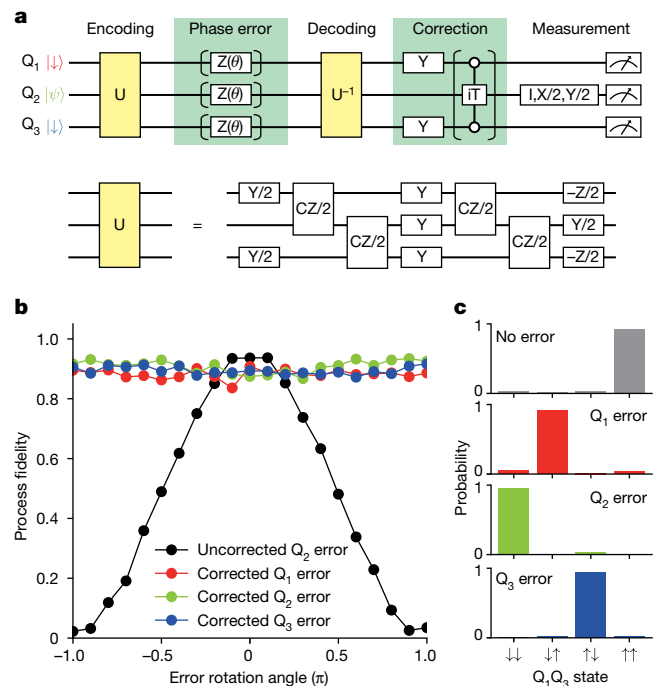 a
Encoding Phase error Decoding Correction Measurement
Q1 |↓⟩ Z(θ) Y
Q2 |ψ⟩ U Z(θ) U−1 iT I,X/2,Y/2
Q3 |↓⟩ Z(θ) Y
Y/2 CZ/2 Y CZ/2 −Z/2
U = CZ/2 Y CZ/2 Y/2
Y/2 Y −Z/2
b
1.0
0.8
0.6
0.4
0.2
0
Process fidelity
Uncorrected Q2 error
Corrected Q1 error
Corrected Q2 error
Corrected Q3 error
−1.0 −0.5 0 0.5 1.0
Error rotation angle (π)
c
1
No error
0
1
Q1 error
0
1
Q2 error
0
1
Q3 error
0
Probability
↓↓ ↓↑ ↑↓ ↑↑
Q1Q3 state